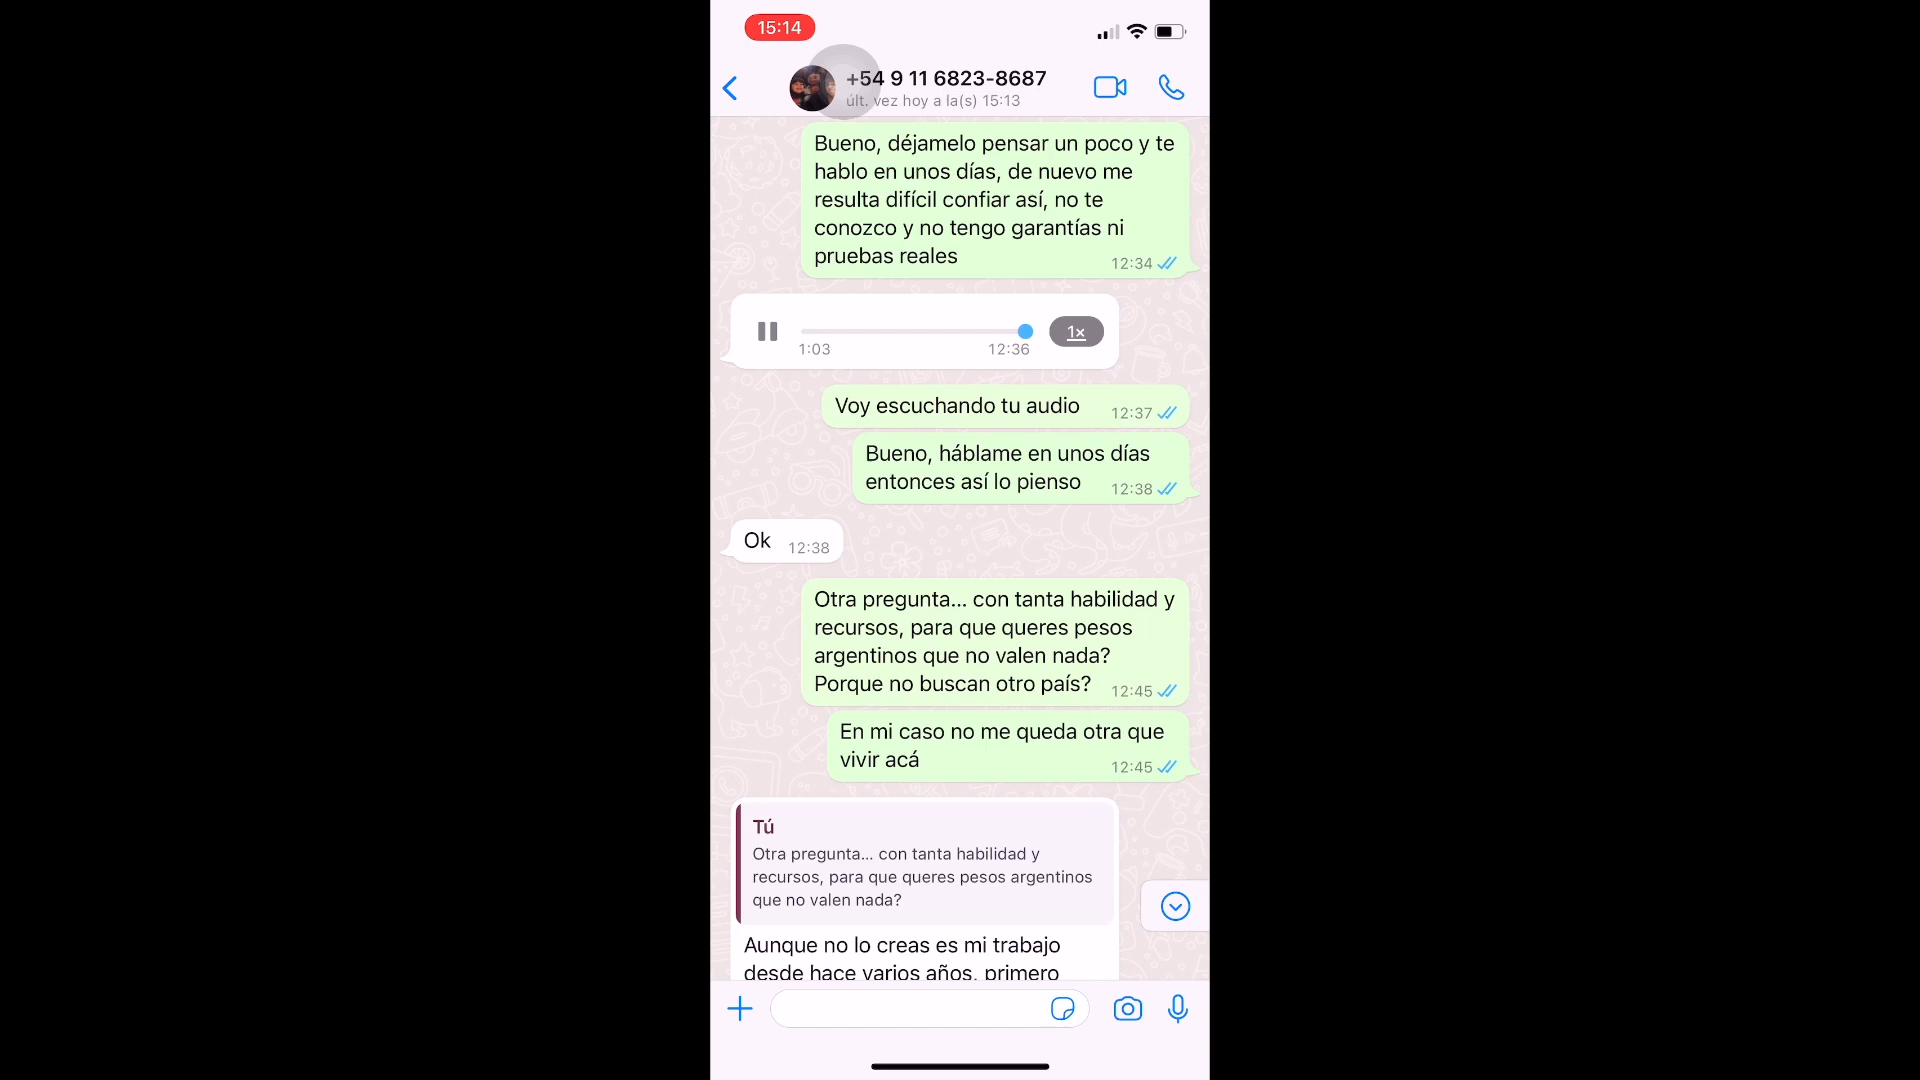 15:14
+54 9 11 6823-8687
últ. vez hoy a la(s) 15:13
Bueno, déjamelo pensar un poco y te
hablo en unos días, de nuevo me
resulta difícil confiar así, no te
conozco y no tengo garantías ni
pruebas reales
12:34
1x
1:03
12:36
Voy escuchando tu audio
12:37
Bueno, háblame en unos días
entonces así lo pienso
12:38
Ok
12:38
Otra pregunta... con tanta habilidad y
recursos, para que queres pesos
argentinos que no valen nada?
Porque no buscan otro país?
12:45
En mi caso no me queda otra que
vivir acá
12:45
Tú
Otra pregunta... con tanta habilidad y
recursos, para que queres pesos argentinos
que no valen nada?
Aunque no lo creas es mi trabajo
desde hace varios años, primero